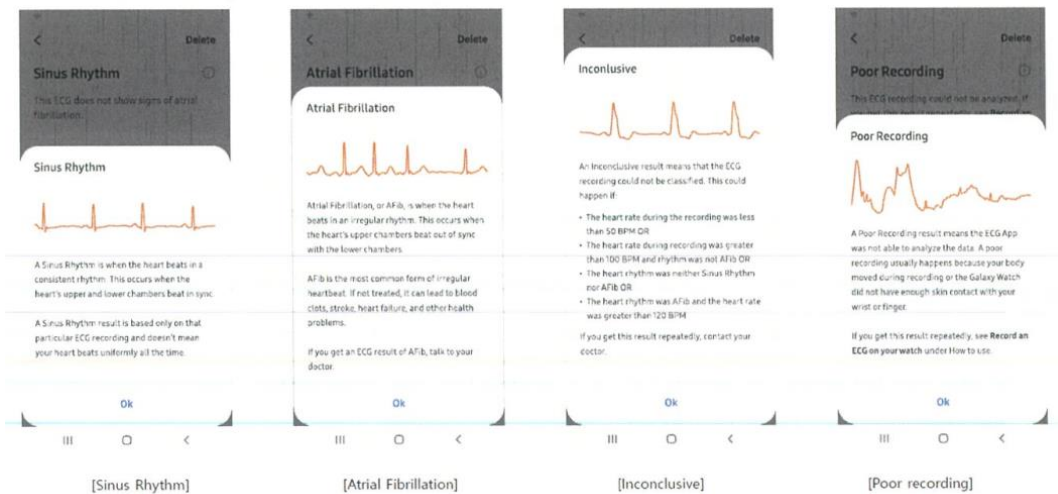 Delete
Sinus Rhythm
This ECG does not show signs of atrial
fibrillation.
Sinus Rhythm
A Sinus Rhythm is when the heart beats in a
consistent rhythm. This occurs when the
heart's upper and lower chambers beat in sync.
A Sinus Rhythm result is based only on that
particular ECG recording and doesn't mean
your heart beats uniformly all the time.
Ok
[Sinus Rhythm]
Delete
Atrial Fibrillation
Atrial Fibrillation
Atrial Fibrillation, or AFib, is when the heart
beats in an irregular rhythm. This occurs when
the heart's upper chambers beat out of sync
with the lower chambers.
AFib is the most common form of irregular
heartbeat. If not treated, it can lead to blood
clots, stroke, heart failure, and other health
problems.
If you get an ECG result of AFib, talk to your
doctor.
Ok
[Atrial Fibrillation]
Delete
Inconlusive
An Inconclusive result means that the ECG
recording could not be classified. This could
happen if:
• The heart rate during the recording was less
than 50 BPM OR
• The heart rate during recording was greater
than 100 BPM and rhythm was not AFib OR
• The heart rhythm was neither Sinus Rhythm
nor AFib OR
• The heart rhythm was AFib and the heart rate
was greater than 120 BPM
If you get this result repeatedly, contact your
doctor.
Ok
[Inconclusive]
Delete
Poor Recording
This ECG recording could not be analyzed. If
Poor Recording
A Poor Recording result means the ECG App
was not able to analyze the data. A poor
recording usually happens because your body
moved during recording or the Galaxy Watch
did not have enough skin contact with your
wrist or finger.
If you get this result repeatedly, see Record an
ECG on your watch under How to use.
Ok
[Poor recording]